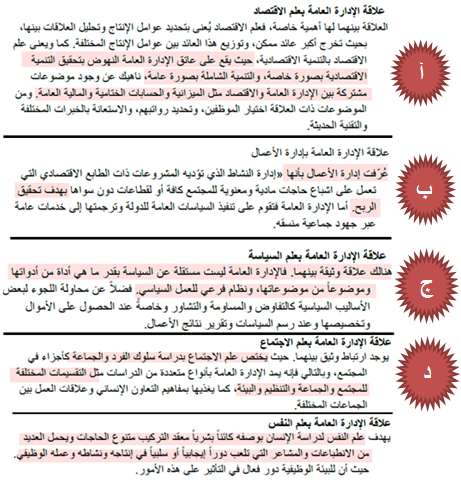 علاقة الإدارة العامة بعلم الاقتصاد
العلاقة بينهما لها أهمية خاصة، فعلم الاقتصاد يُعنى بتحديد عوامل الإنتاج وتحليل العلاقات بينها،
بحيث تخرج أكبر عائد ممكن، وتوزيع هذا العائد بين عوامل الإنتاج المختلفة. كما ويعنى علم
الاقتصاد بالتنمية الاقتصادية، حيث يقع على عاتق الإدارة العامة النهوض بتحقيق التنمية
الاقتصادية بصورة خاصة، والتنمية الشاملة بصورة عامة، ناهيك عن وجود موضوعات
مشتركة بين الإدارة العامة والاقتصاد مثل الميزانية والحسابات الختامية والمالية العامة. ومن
الموضوعات ذات العلاقة اختيار الموظفين، وتحديد رواتبهم، والاستعانة بالخبرات المختلفة
والتقنية الحديثة.
أ
علاقة الإدارة العامة بإدارة الأعمال
عُرّفت إدارة الأعمال بأنها «إدارة النشاط الذي تؤديه المشروعات ذات الطابع الاقتصادي التي
تعمل على اشباع حاجات مادية ومعنوية للمجتمع كافة أو لقطاعات دون سواها بهدف تحقيق
الربح. أما الإدارة العامة فتقوم على تنفيذ السياسات العامة للدولة وترجمتها إلى خدمات عامة
عبر جهود جماعية منسقه.
ب
علاقة الإدارة العامة بعلم السياسة
هنالك علاقة وثيقة بينهما. فالإدارة العامة ليست مستقلة عن السياسة بقدر ما هي أداة من أدواتها
وموضوعاً من موضوعاتها، ونظام فرعي للعمل السياسي. فضلاً عن محاولة اللجوء لبعض
الأساليب السياسية كالتفاوض والمساومة والتشاور وخاصةً عند الحصول على الأموال
وتخصيصها وعند رسم السياسات وتقرير نتائج الأعمال.
ج
علاقة الإدارة العامة بعلم الاجتماع
يوجد ارتباط وثيق بينهما. حيث يختص علم الاجتماع بدراسة سلوك الفرد والجماعة كأجزاء في
المجتمع، وبالتالي فإنه يمد الإدارة العامة بأنواع متعددة من الدراسات مثل التقسيمات المختلفة
للمجتمع والجماعة والتنظيم والبيئة، كما يغذيها بمفاهيم التعاون الإنساني وعلاقات العمل بين
الجماعات المختلفة.
د
علاقة الإدارة العامة بعلم النفس
يهدف علم النفس لدراسة الإنسان بوصفه كائناً بشرياً معقد التركيب متنوع الحاجات ويحمل العديد
من الانطباعات والمشاعر التي تلعب دوراً إيجابياً أو سلبياً في إنتاجه ونشاطه وعمله الوظيفي.
حيث أن للبيئة الوظيفية دور فعال في التأثير على هذه الأمور.